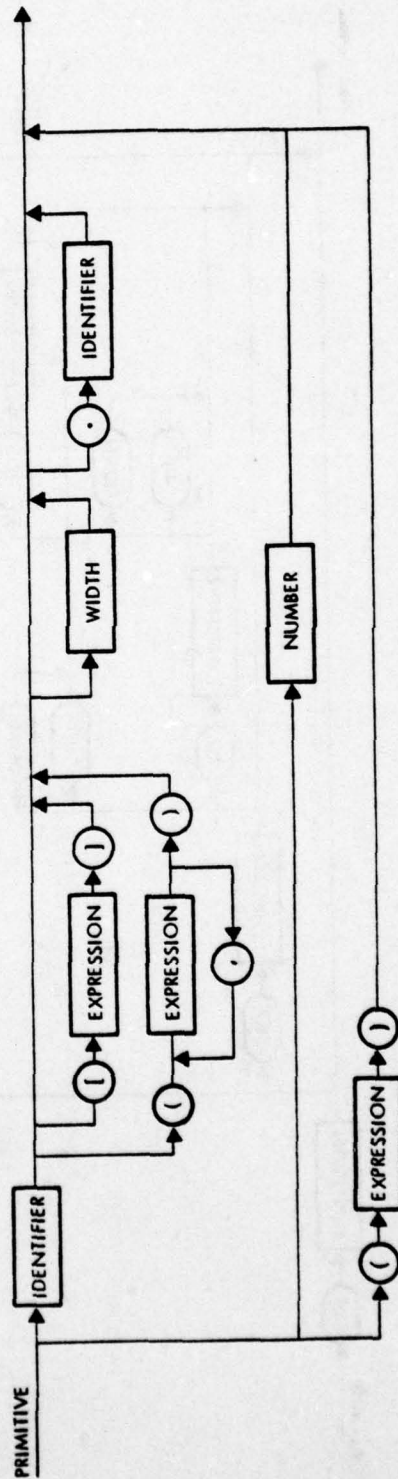 PRIMITIVE
IDENTIFIER
[ EXPRESSION ]
WIDTH
. IDENTIFIER
( EXPRESSION )
,
NUMBER
( EXPRESSION )